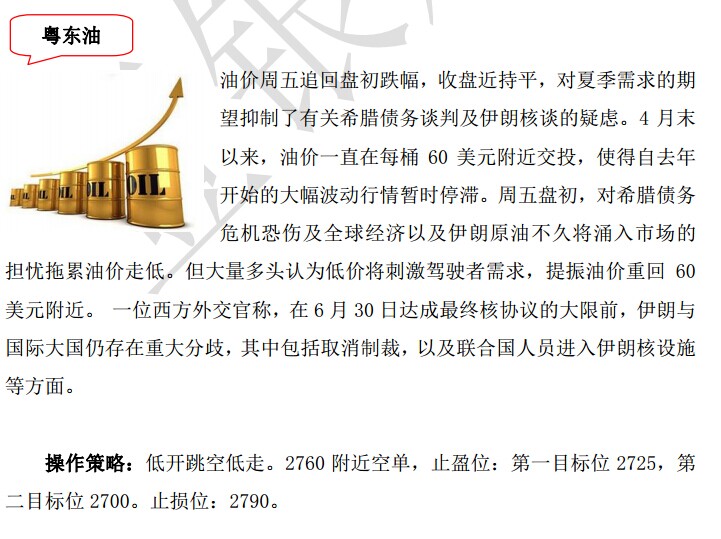 粤东油
油价周五追回盘初跌幅，收盘近持平，对夏季需求的期
望抑制了有关希腊债务谈判及伊朗核谈的疑虑。4 月末
以来，油价一直在每桶 60 美元附近交投，使得自去年
开始的大幅波动行情暂时停滞。周五盘初，对希腊债务
危机恐伤及全球经济以及伊朗原油不久将涌入市场的
担忧拖累油价走低。但大量多头认为低价将刺激驾驶者需求，提振油价重回 60
美元附近。 一位西方外交官称，在 6 月 30 日达成最终核协议的大限前，伊朗与
国际大国仍存在重大分歧，其中包括取消制裁，以及联合国人员进入伊朗核设施
等方面。
操作策略：低开跳空低走。2760 附近空单，止盈位：第一目标位 2725，第
二目标位 2700。止损位：2790。
OIL
OIL